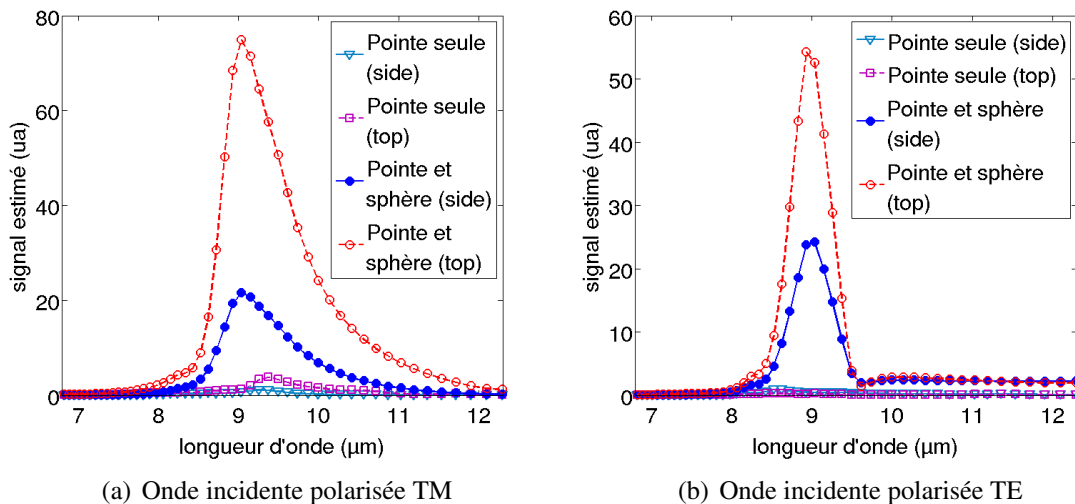 80
60
40
20
0
7
8
9
10
11
12
signal estimé (ua)
longueur d'onde (µm)
Pointe seule
(side)
Pointe seule
(top)
Pointe et
sphère (side)
Pointe et
sphère (top)
(a) Onde incidente polarisée TM
60
50
40
30
20
10
0
7
8
9
10
11
12
signal estimé (ua)
longueur d'onde (µm)
Pointe seule (side)
Pointe seule (top)
Pointe et sphère
(side)
Pointe et sphère
(top)
(b) Onde incidente polarisée TE